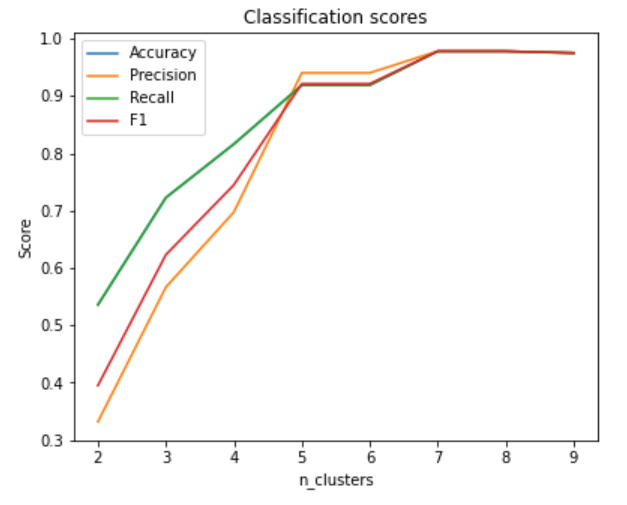 Classification scores
1.0
0.9
0.8
0.7
0.6
0.5
0.4
0.3
Score
Accuracy
Precision
Recall
F1
2 3 4 5 6 7 8 9
n_clusters